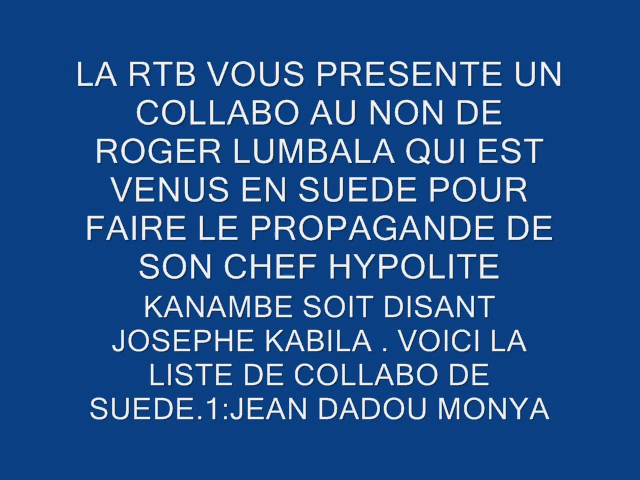 LA RTB VOUS PRESENTE UN
COLLABO AU NON DE
ROGER LUMBALA QUI EST
VENUS EN SUEDE POUR
FAIRE LE PROPAGANDE DE
SON CHEF HYPOLITE
KANAMBE SOIT DISANT
JOSEPHE KABILA . VOICI LA
LISTE DE COLLABO DE
SUEDE.1:JEAN DADOU MONYA